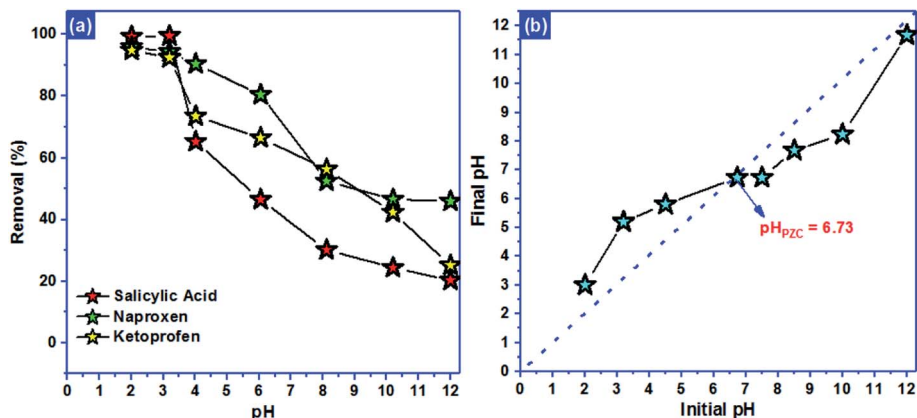 (a)
Removal (%)
100
80
60
40
20
0
Salicylic Acid
Naproxen
Ketoprofen
0 1 2 3 4 5 6 7 8 9 10 11 12
pH
(b)
Final pH
12
11
10
9
8
7
6
5
4
3
2
1
0
pHPZC = 6.73
0 1 2 3 4 5 6 7 8 9 10 11 12
Initial pH